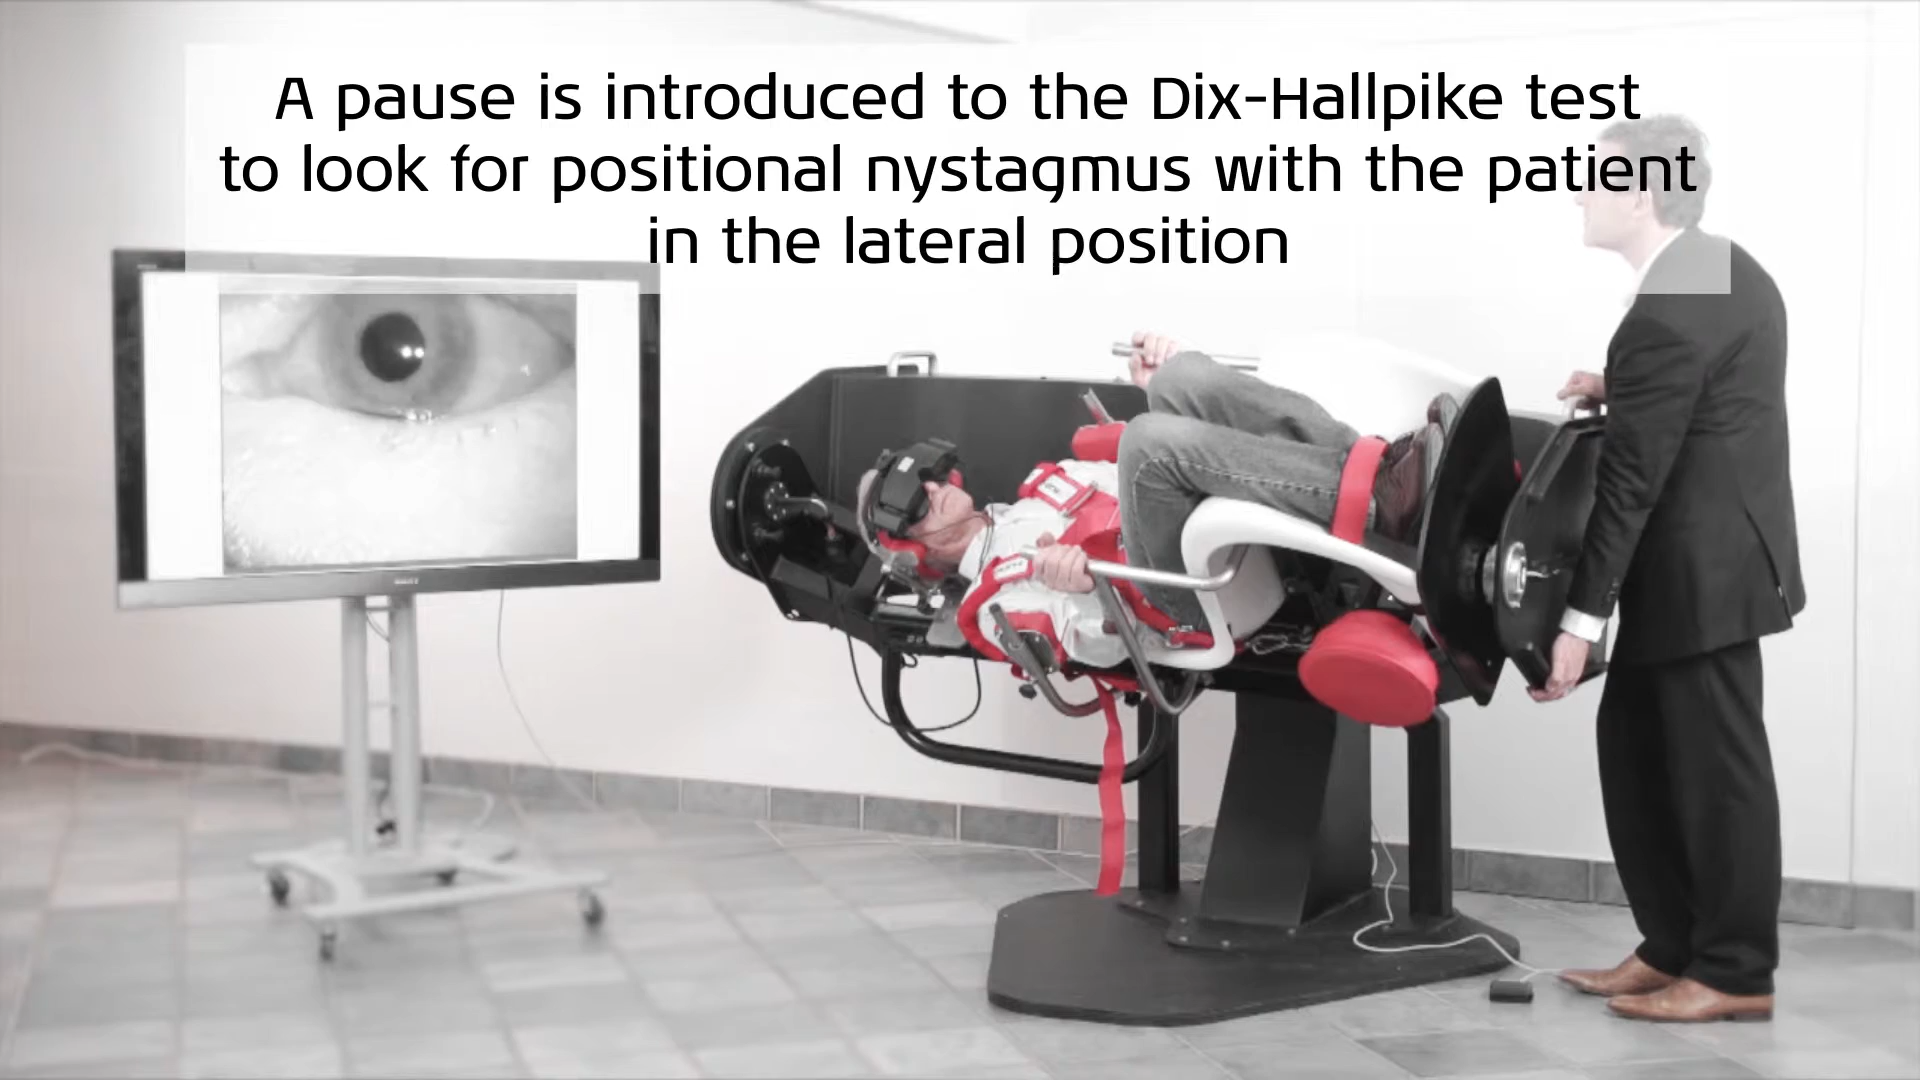 A pause is introduced to the Dix-Hallpike test
to look for positional nystagmus with the patient
in the lateral position